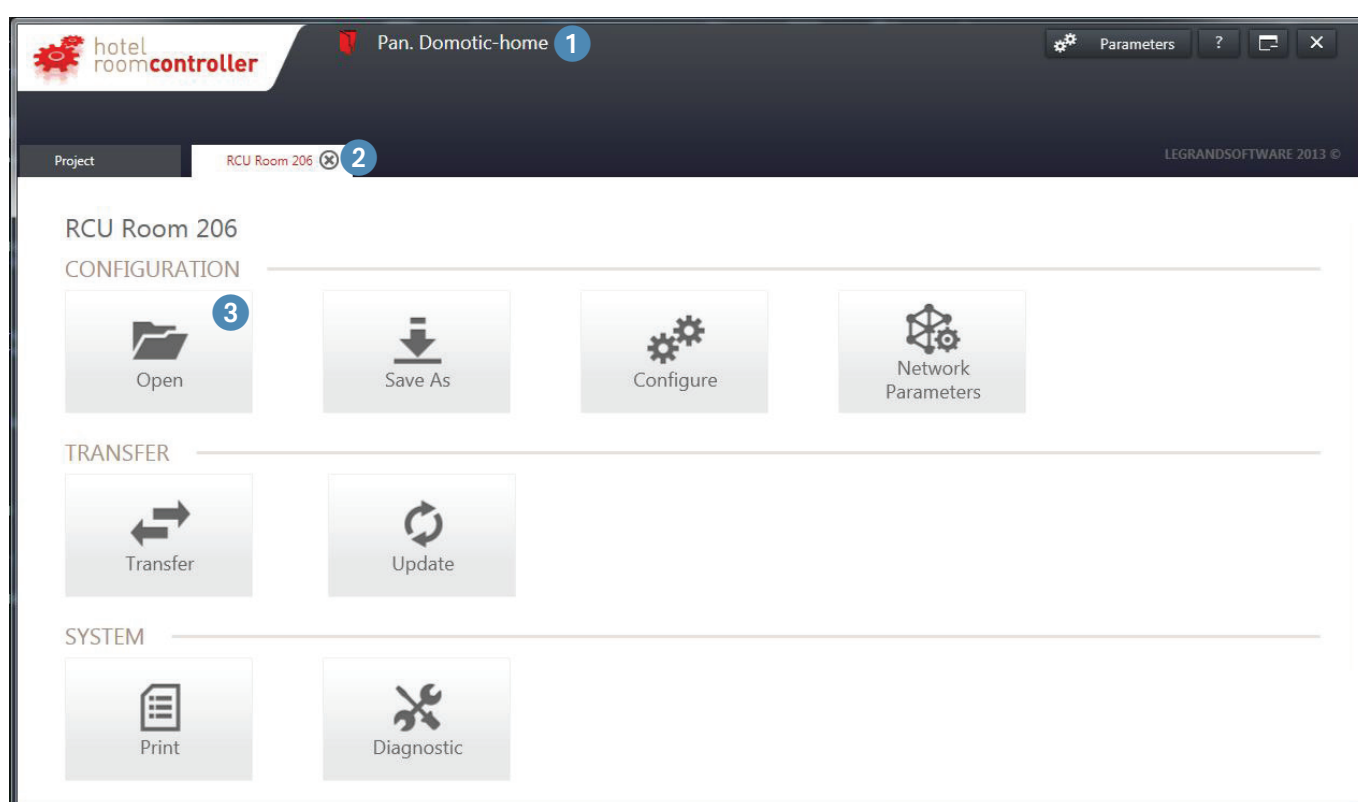 hotel
roomcontroller
Pan. Domotic-home 1
Parameters ?
Project
RCU Room 206 2
LEGRANDSOFTWARE 2013 ©
RCU Room 206
CONFIGURATION
3
Open
Save As
Configure
Network
Parameters
TRANSFER
Transfer
Update
SYSTEM
Print
Diagnostic